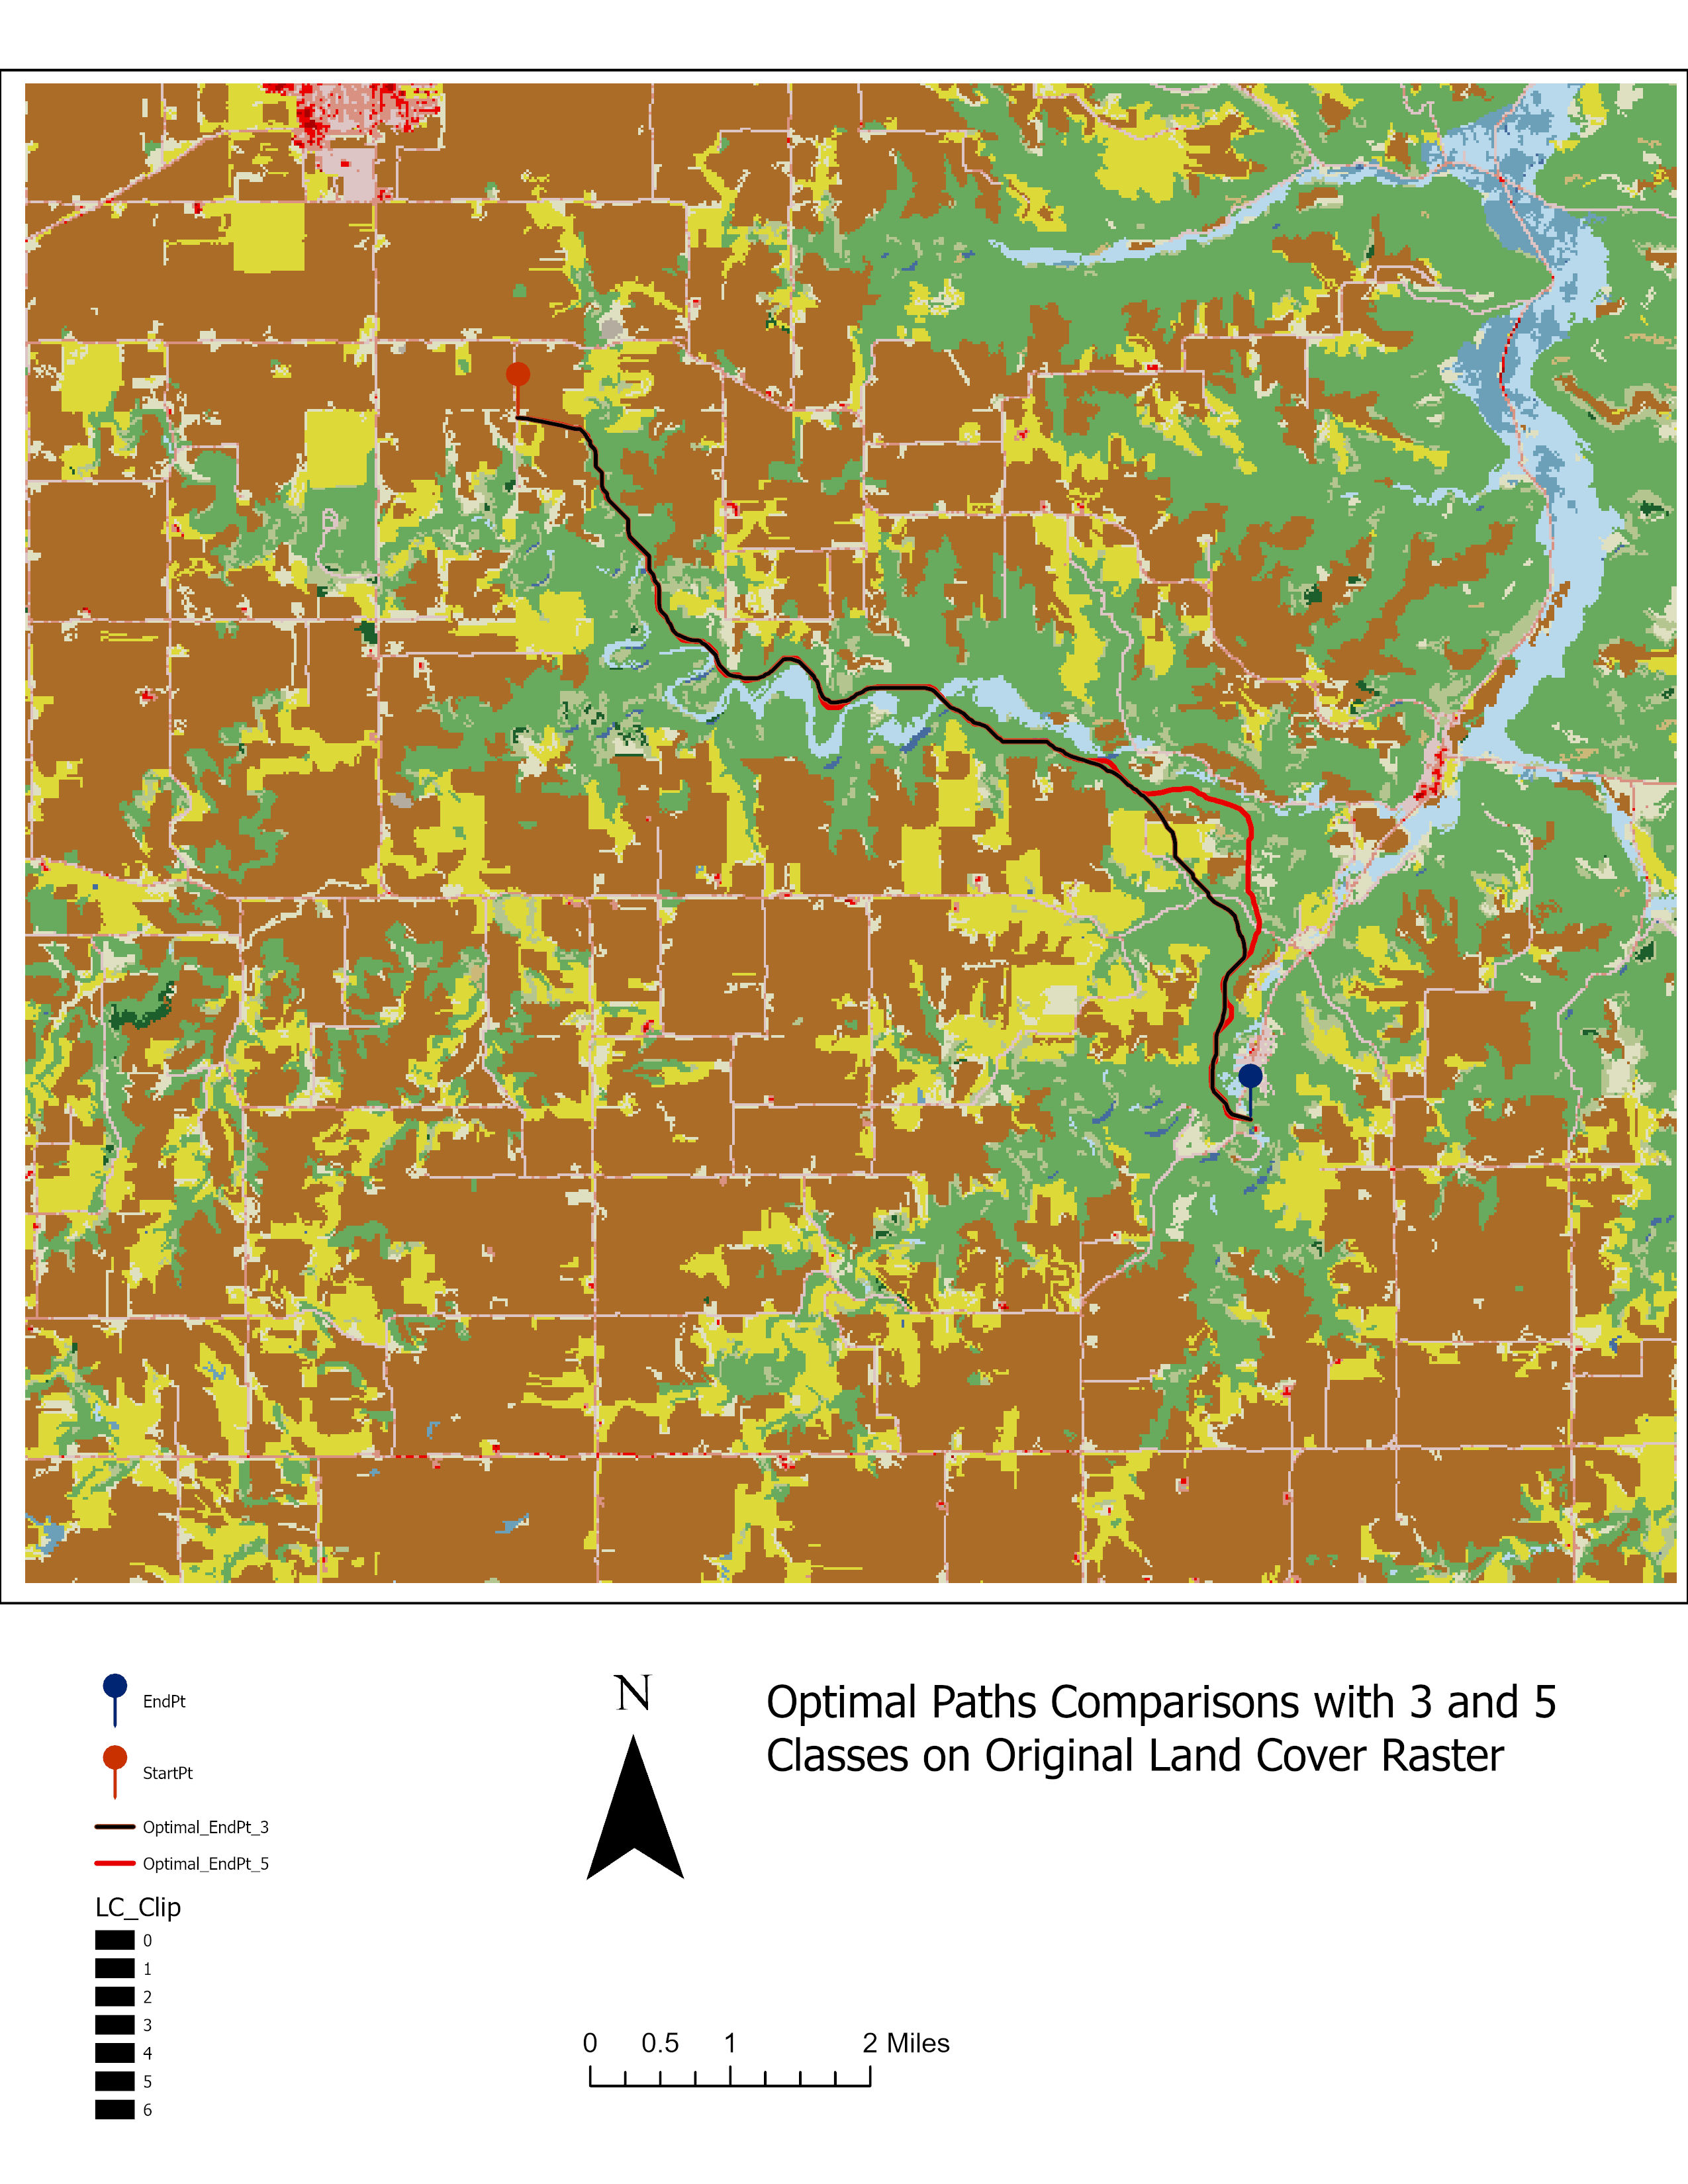 EndPt
StartPt
Optimal_EndPt_3
Optimal_EndPt_5
LC_Clip
0
1
2
3
4
5
6
N
0 0.5 1 2 Miles
Optimal Paths Comparisons with 3 and 5
Classes on Original Land Cover Raster